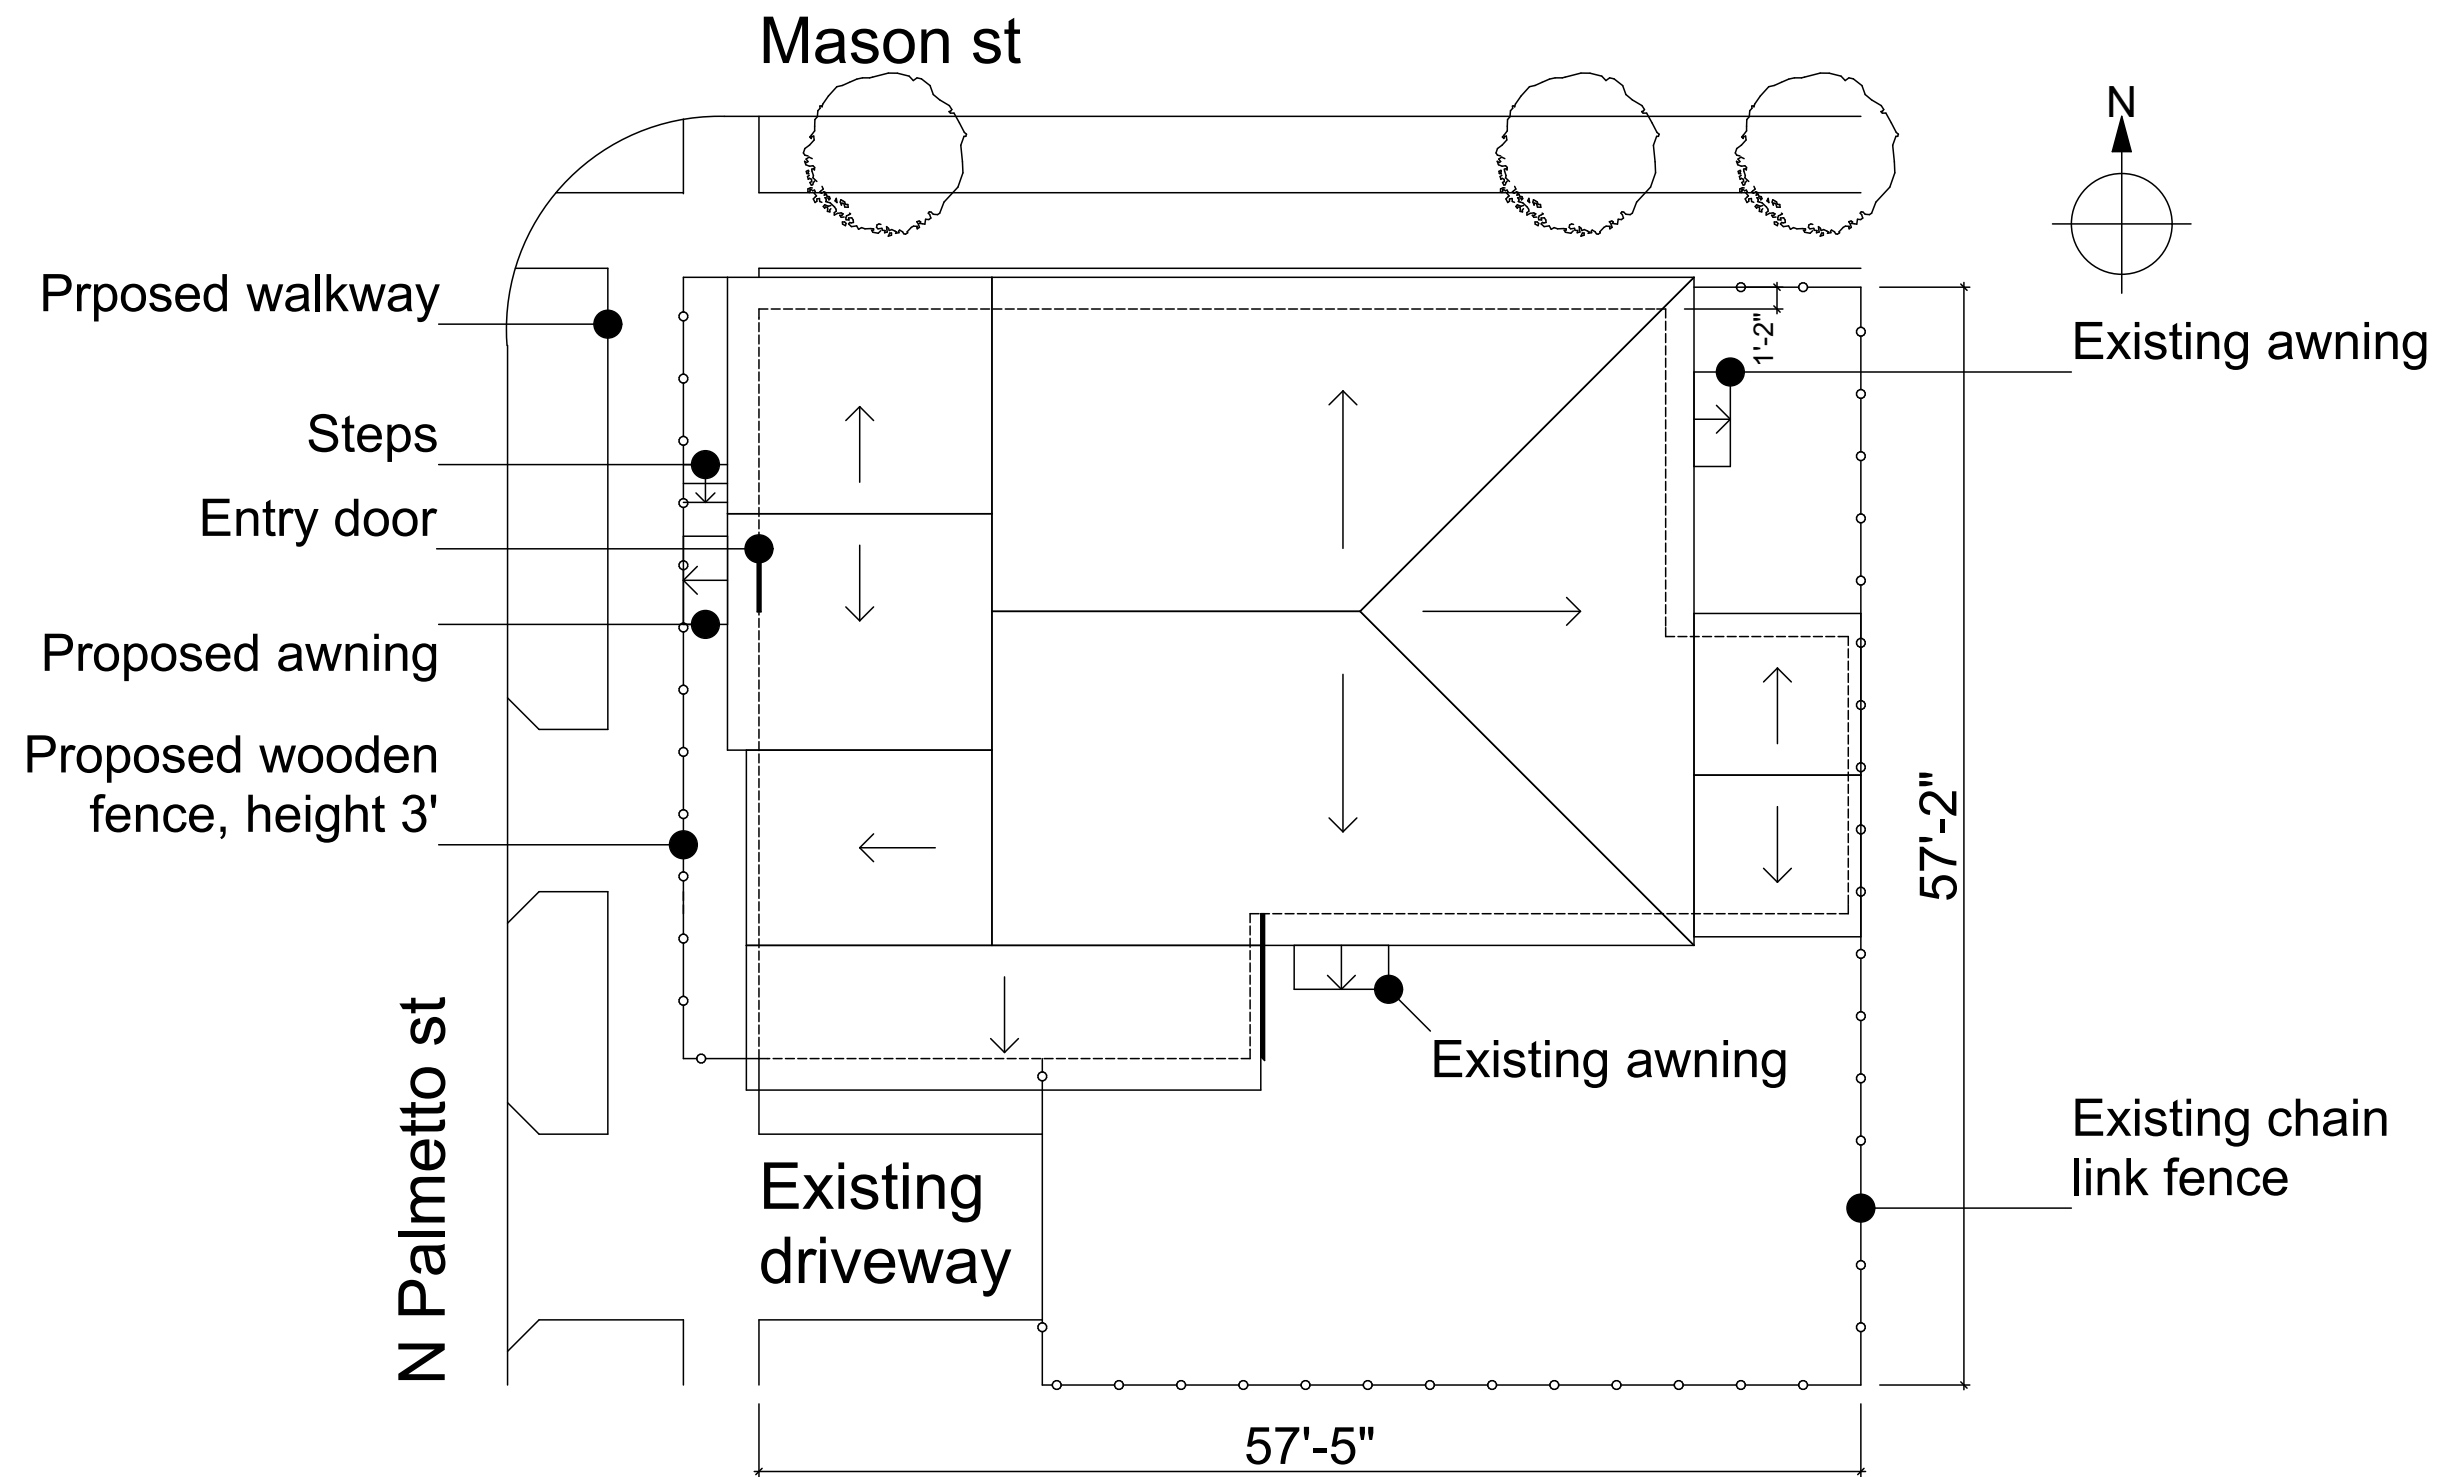 Mason st
N
Prposed walkway
Existing awning
1'-2"
Steps
Entry door
Proposed awning
Proposed wooden
fence, height 3'
57'-2"
N Palmetto st
Existing awning
Existing chain
link fence
Existing
driveway
57'-5"